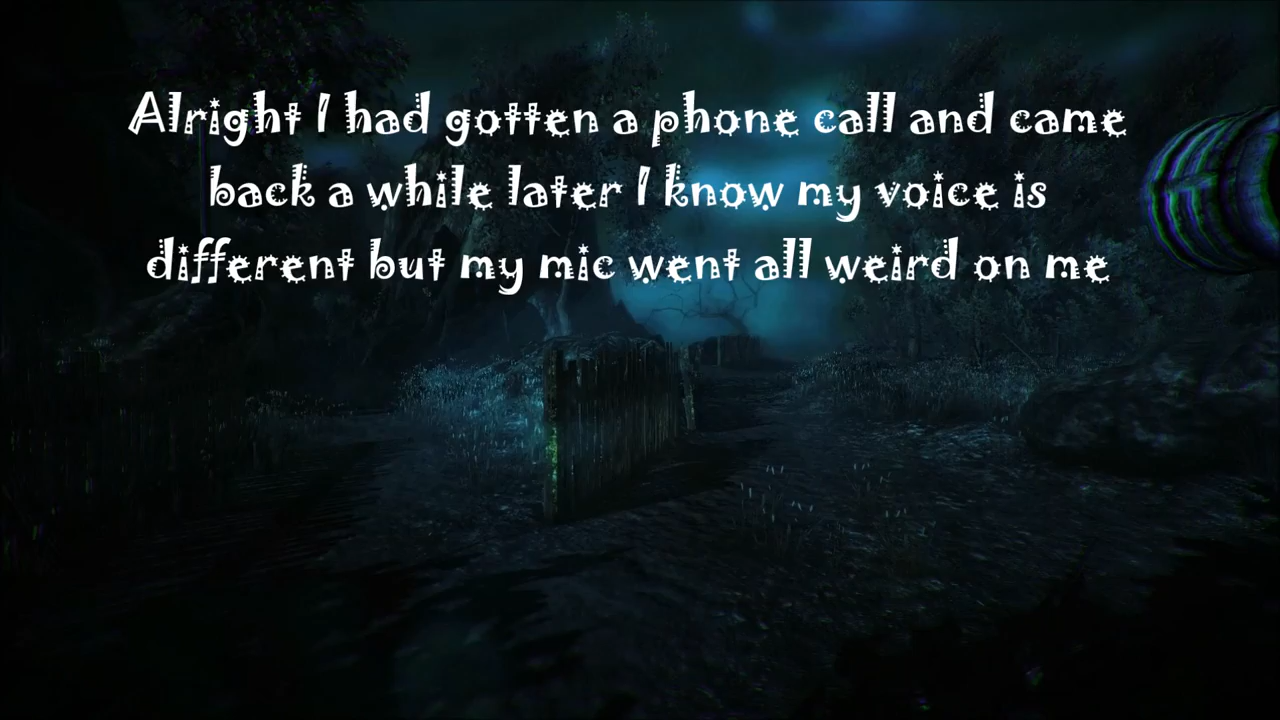 Alright I had gotten a phone call and came
back a while later I know my voice is
different but my mic went all weird on me